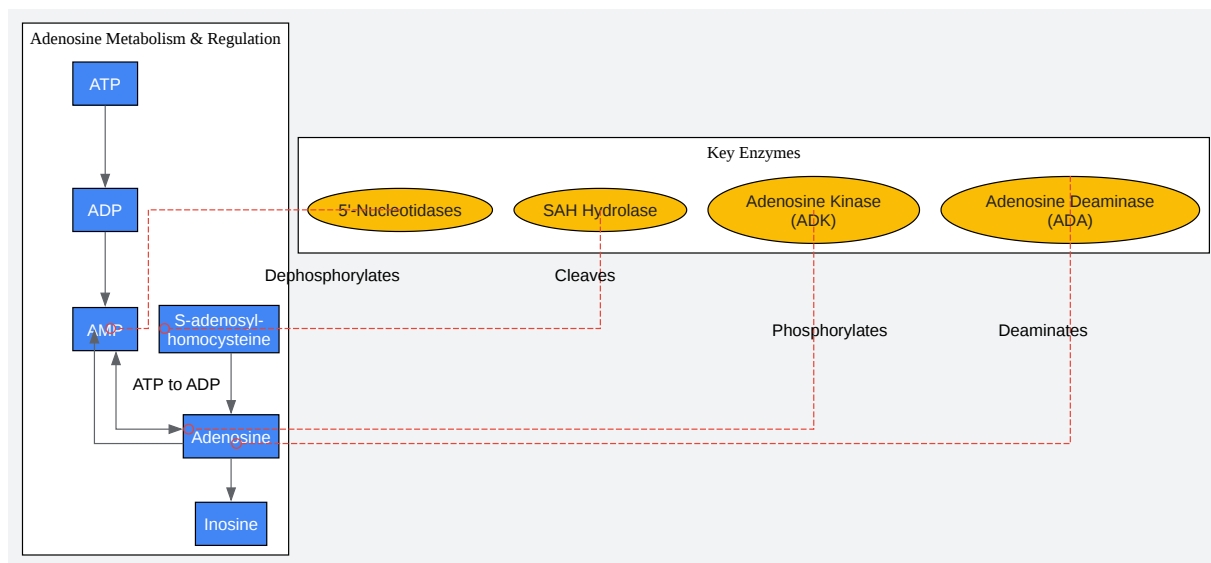 Adenosine Metabolism & Regulation
ATP
Key Enzymes
ADP
5'-Nucleotidases
SAH Hydrolase
Adenosine Kinase
(ADK)
Adenosine Deaminase
(ADA)
Dephosphorylates
Cleaves
AMP
S-adenosyl-
homocysteine
Phosphorylates
Deaminates
ATP to ADP
Adenosine
Inosine